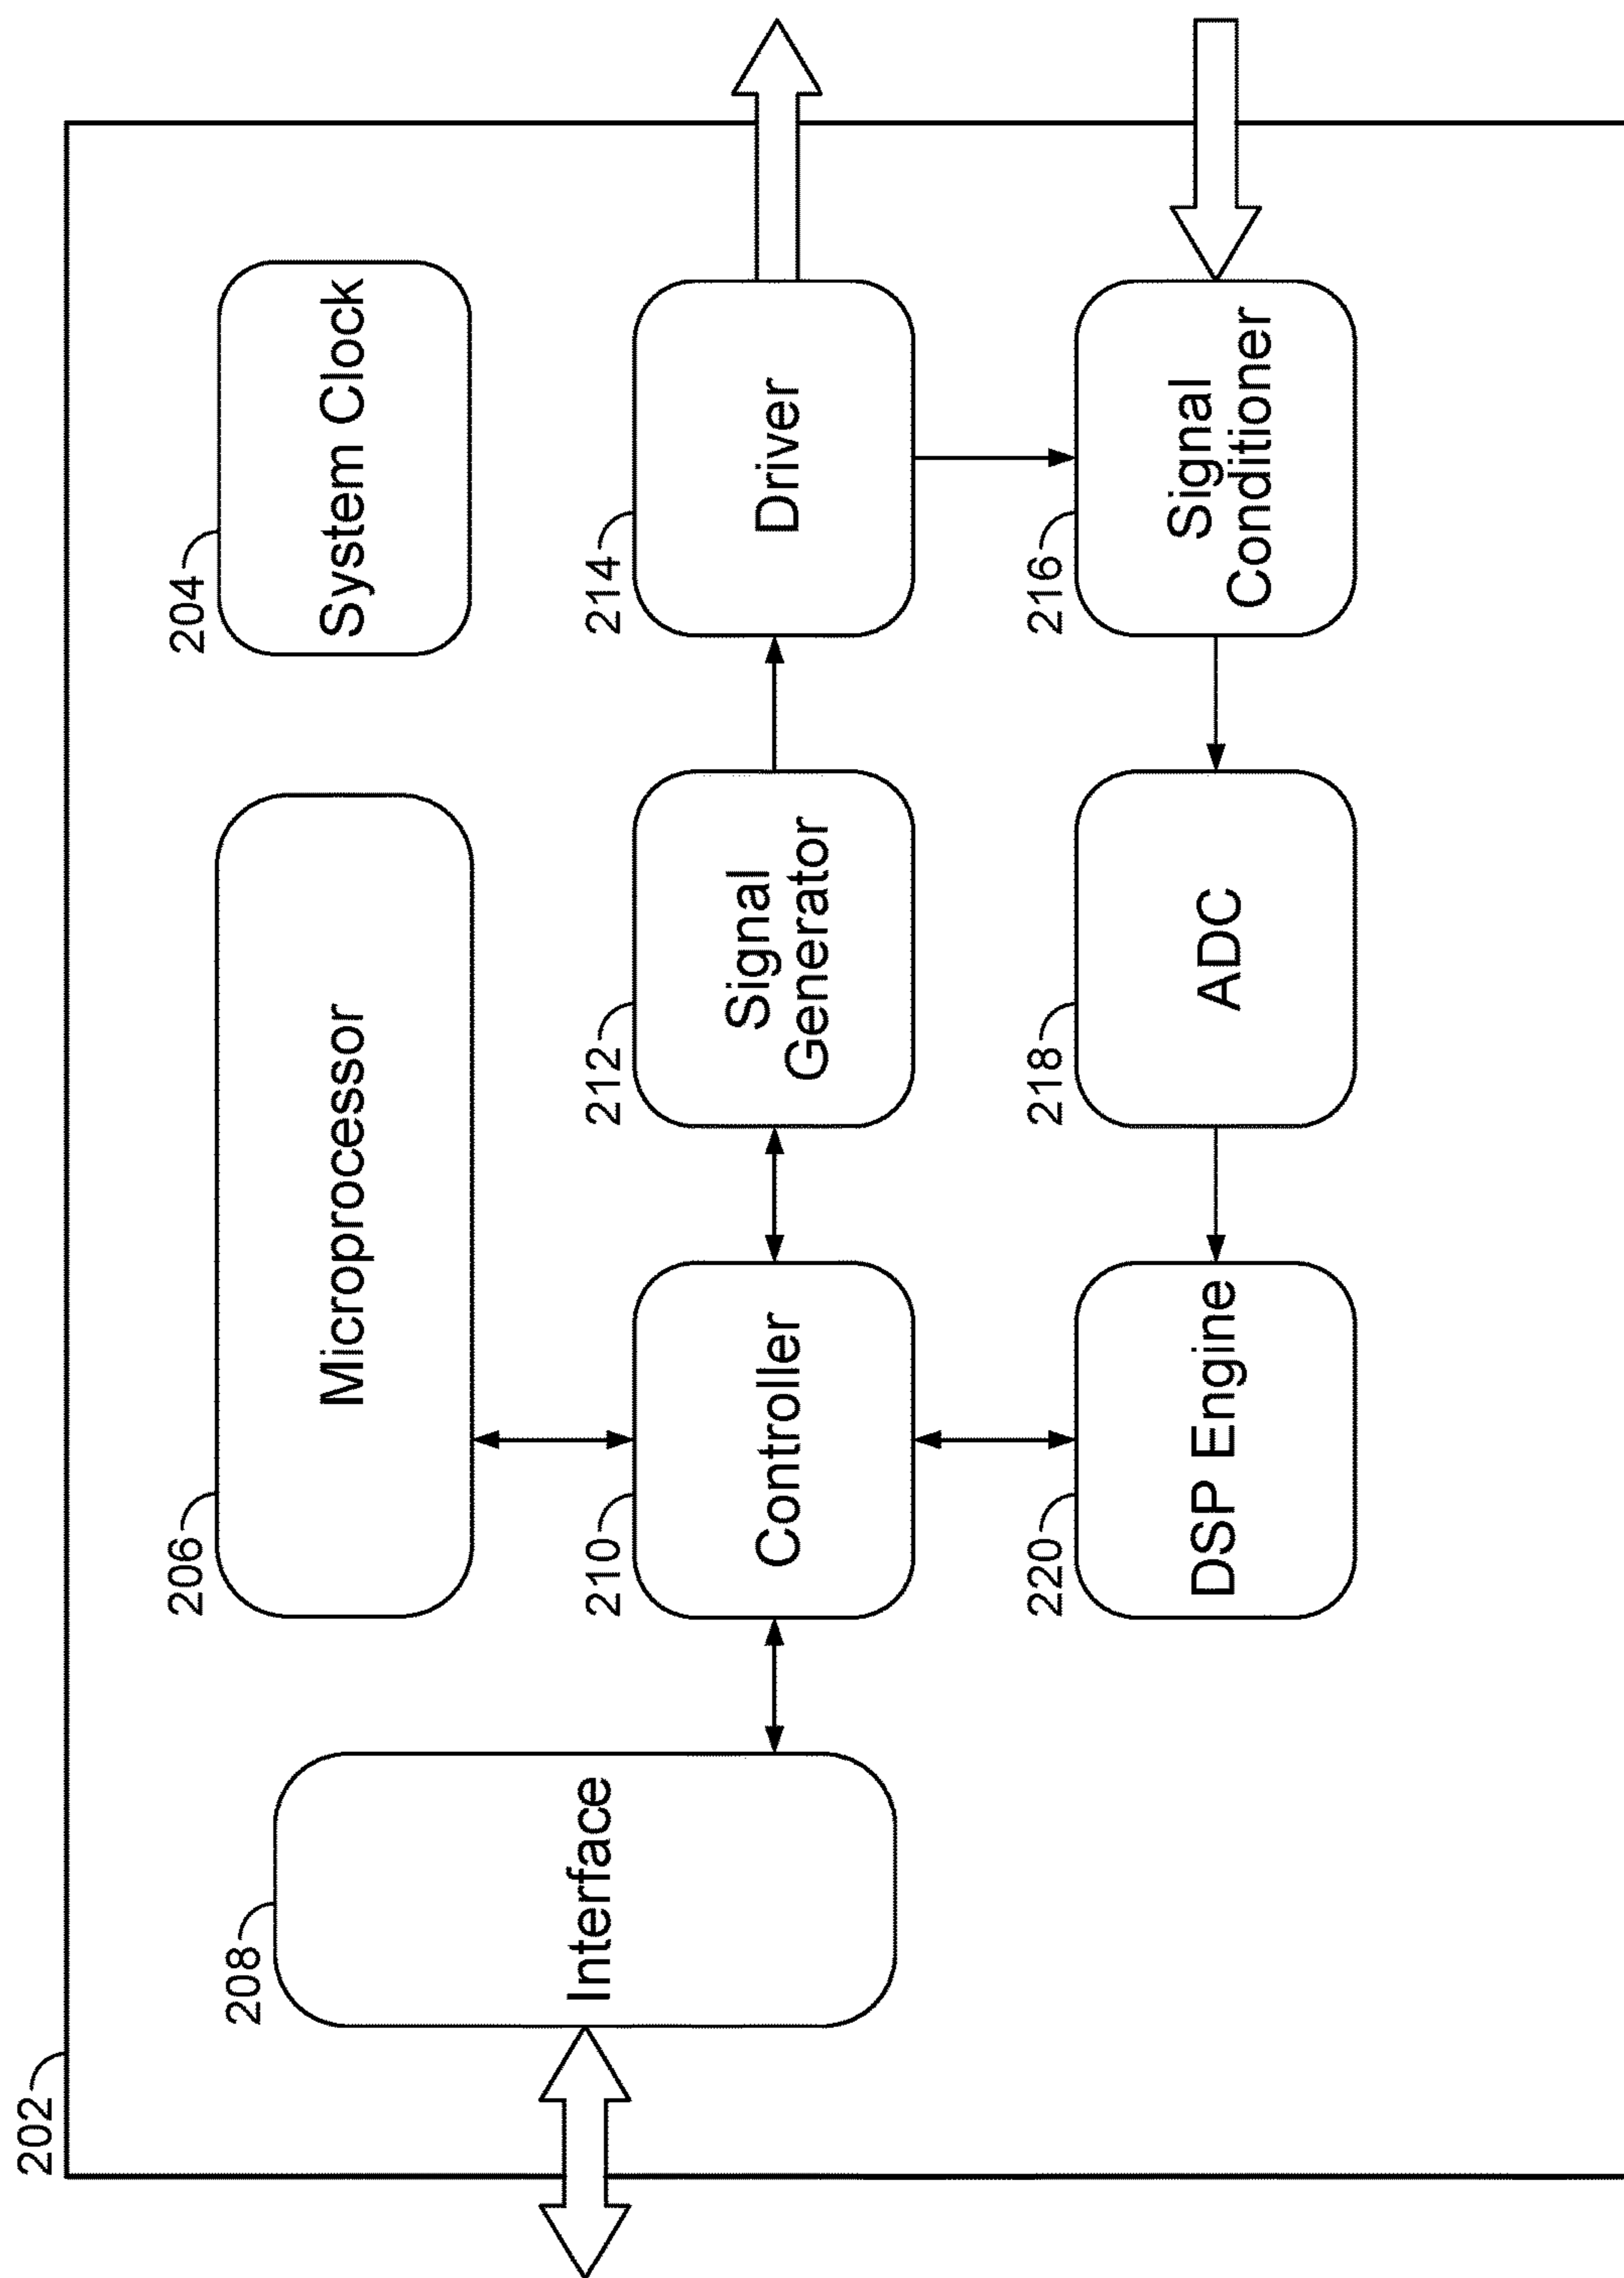 202
206
Microprocessor
204
System Clock
208
Interface
210
Controller
212
Signal
Generator
214
Driver
220
DSP Engine
218
ADC
216
Signal
Conditioner